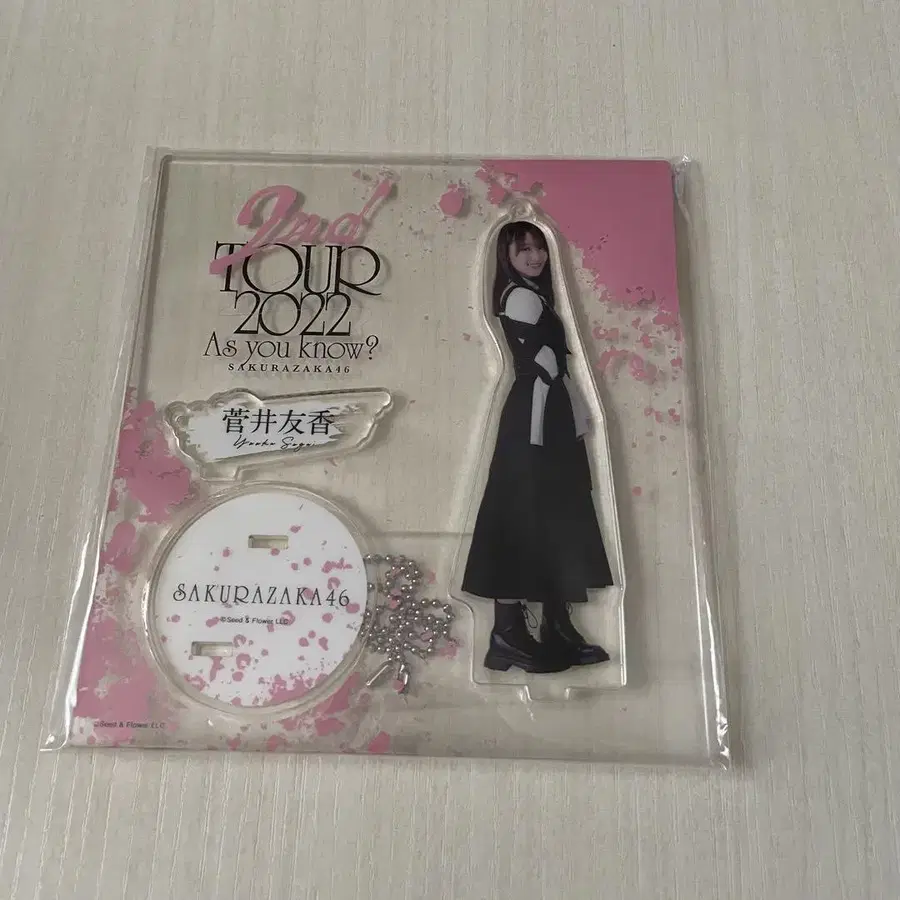 2nd
TOUR
2022
As you know?
SAKURAZAKA46
菅井友香
Yuuka Sugai
SAKURAZAKA46
©Seed & Flower LLC
©Seed & Flower LLC